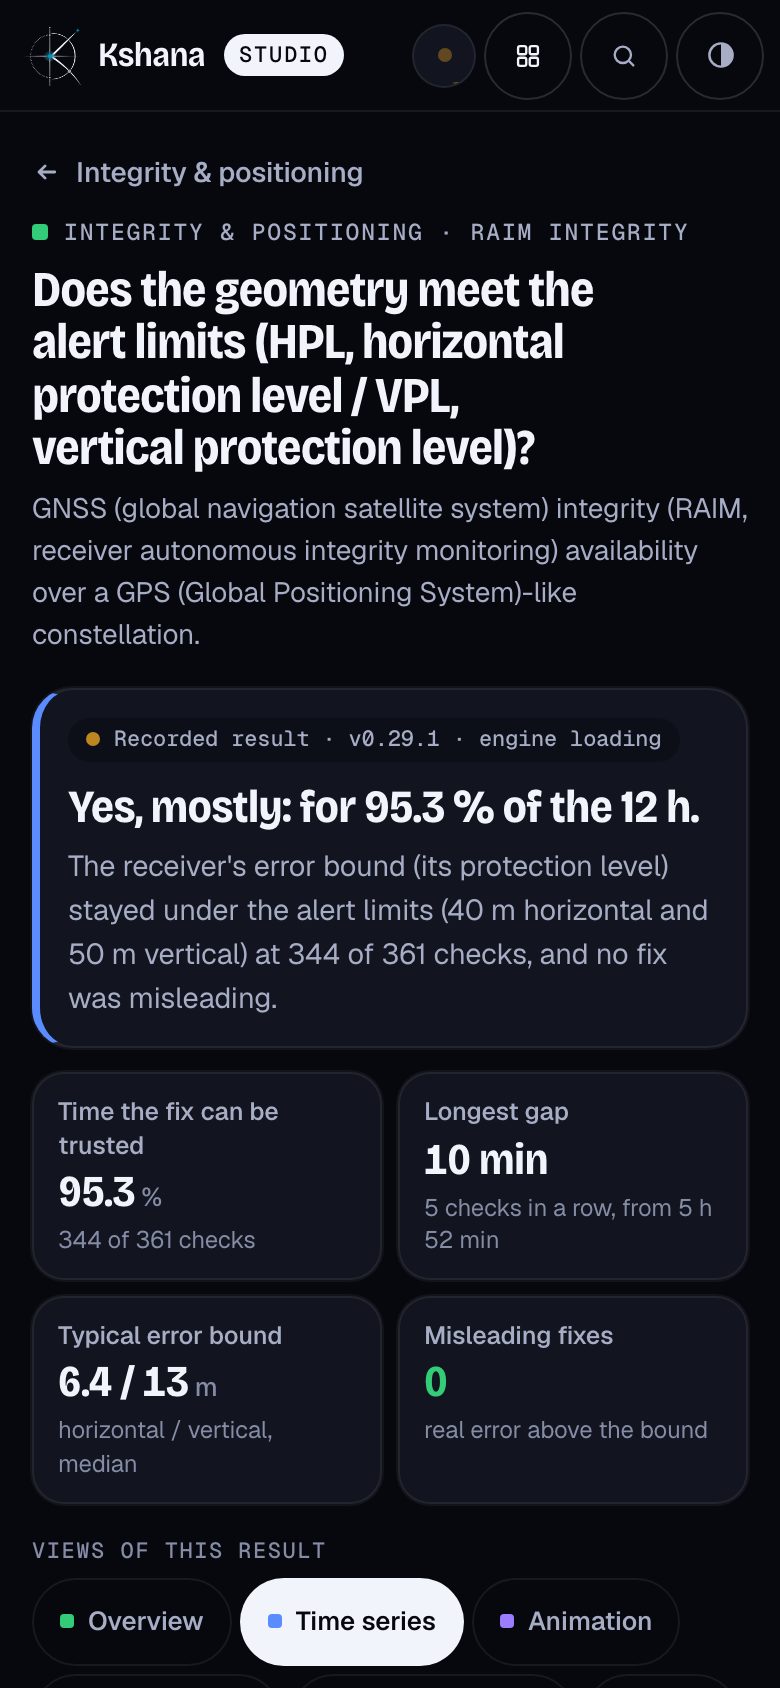 Kshana STUDIO
Integrity & positioning
INTEGRITY & POSITIONING · RAIM INTEGRITY
Does the geometry meet the
alert limits (HPL, horizontal
protection level / VPL,
vertical protection level)?
GNSS (global navigation satellite system) integrity (RAIM,
receiver autonomous integrity monitoring) availability
over a GPS (Global Positioning System)-like
constellation.
Recorded result · v0.29.1 · engine loading
Yes, mostly: for 95.3 % of the 12 h.
The receiver's error bound (its protection level)
stayed under the alert limits (40 m horizontal and
50 m vertical) at 344 of 361 checks, and no fix
was misleading.
Time the fix can be
trusted
95.3 %
344 of 361 checks
Longest gap
10 min
5 checks in a row, from 5 h
52 min
Typical error bound
6.4 / 13 m
horizontal / vertical,
median
Misleading fixes
0
real error above the bound
VIEWS OF THIS RESULT
Overview
Time series
Animation